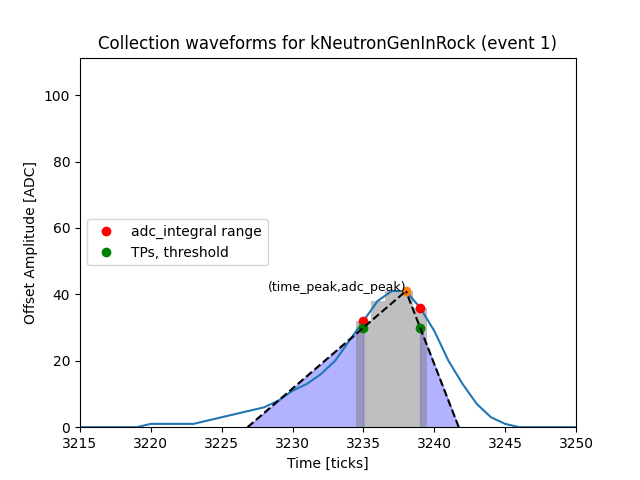 Collection waveforms for kNeutronGenInRock (event 1)
100
80
60
40
20
0
Offset Amplitude [ADC]
adc_integral range
TPs, threshold
(time_peak,adc_peak)
3215 3220 3225 3230 3235 3240 3245 3250
Time [ticks]